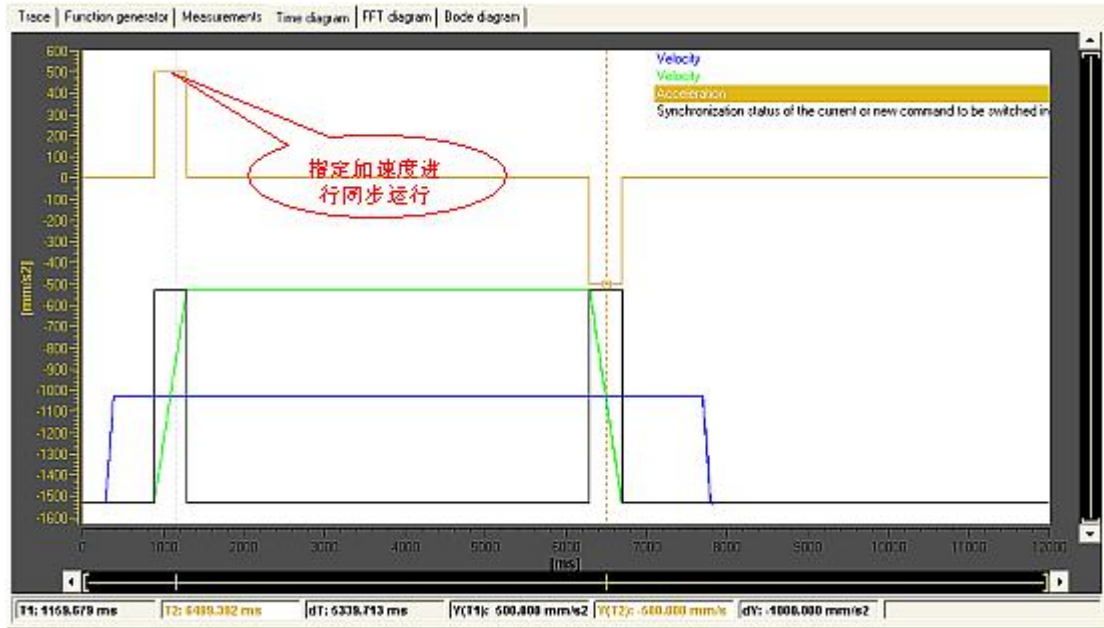 Trace Function generator Measurements Time diagram FFT diagram Bode diagram
600
500
400
300
200
100
0
-100
-200
-300
-400
-500
-600
-700
-800
-900
-1000
-1100
-1200
-1300
-1400
-1500
-1600
[mm/s2]
Velocity
Velocity
Acceleration
Synchronization status of the current or new command to be switched in
指定加速度进
行同步运行
0 1000 2000 3000 4000 5000 6000 7000 8000 9000 10000 11000 12000
[ms]
T1: 1159.679 ms T2: 6499.392 ms dT: 5339.713 ms Y(T1): 500.000 mm/s2 Y(T2): -500.000 mm/s dY: -1000.000 mm/s2